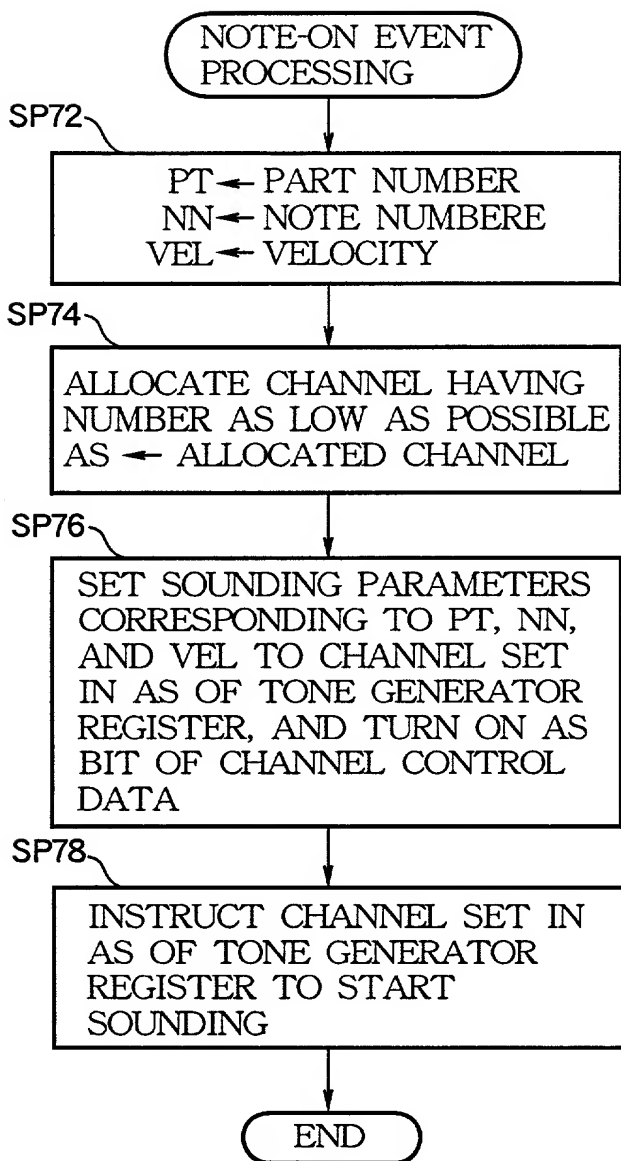 NOTE-ON EVENT
PROCESSING
SP72
PT ← PART NUMBER
NN ← NOTE NUMBERE
VEL ← VELOCITY
SP74
ALLOCATE CHANNEL HAVING
NUMBER AS LOW AS POSSIBLE
AS ← ALLOCATED CHANNEL
SP76
SET SOUNDING PARAMETERS
CORRESPONDING TO PT, NN,
AND VEL TO CHANNEL SET
IN AS OF TONE GENERATOR
REGISTER, AND TURN ON AS
BIT OF CHANNEL CONTROL
DATA
SP78
INSTRUCT CHANNEL SET IN
AS OF TONE GENERATOR
REGISTER TO START
SOUNDING
END